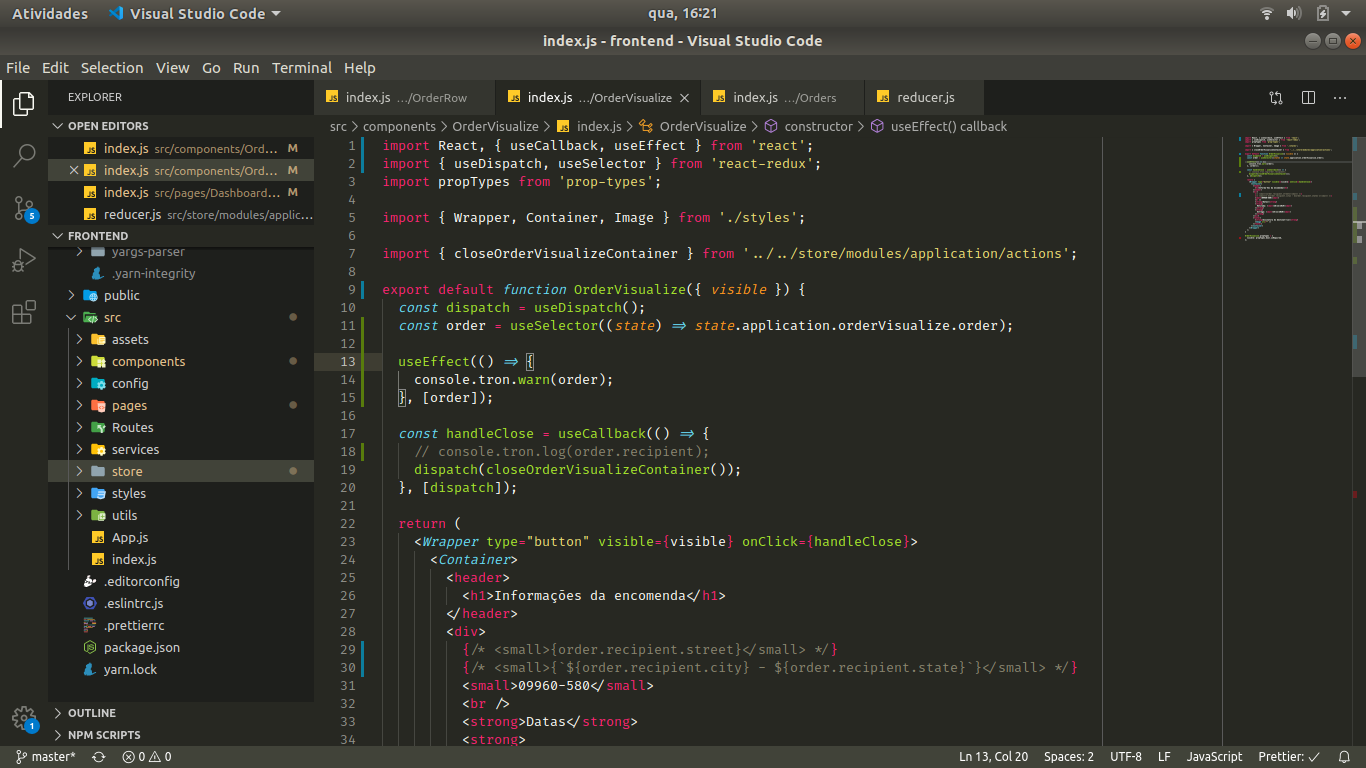 Atividades Visual Studio Code qua, 16:21
index.js - frontend - Visual Studio Code
File Edit Selection View Go Run Terminal Help
EXPLORER
OPEN EDITORS
index.js src/components/Ord... M
index.js src/components/Ord... M
index.js src/pages/Dashboard... M
reducer.js src/store/modules/applic...
FRONTEND
yargs-parser
.yarn-integrity
public
src
assets
components
config
pages
Routes
services
store
styles
utils
App.js
index.js
.editorconfig
.eslintrc.js
.prettierrc
package.json
yarn.lock
OUTLINE
NPM SCRIPTS
5
1
index.js .../OrderRow index.js .../OrderVisualize index.js .../Orders reducer.js
src > components > OrderVisualize > index.js > OrderVisualize > constructor > useEffect() callback
1 import React, { useCallback, useEffect } from 'react';
2 import { useDispatch, useSelector } from 'react-redux';
3 import propTypes from 'prop-types';
4
5 import { Wrapper, Container, Image } from './styles';
6
7 import { closeOrderVisualizeContainer } from '../../store/modules/application/actions';
8
9 export default function OrderVisualize({ visible }) {
10 const dispatch = useDispatch();
11 const order = useSelector((state) => state.application.orderVisualize.order);
12
13 useEffect(() => {
14 console.tron.warn(order);
15 }, [order]);
16
17 const handleClose = useCallback(() => {
18 // console.tron.log(order.recipient);
19 dispatch(closeOrderVisualizeContainer());
20 }, [dispatch]);
21
22 return (
23 <Wrapper type="button" visible={visible} onClick={handleClose}>
24 <Container>
25 <header>
26 <h1>Informações da encomenda</h1>
27 </header>
28 <div>
29 {/* <small>{order.recipient.street}</small> */}
30 {/* <small>{`${order.recipient.city} - ${order.recipient.state}`}</small> */}
31 <small>09960-580</small>
32 <br />
33 <strong>Datas</strong>
34 <strong>
master* 0 0 Ln 13, Col 20 Spaces: 2 UTF-8 LF JavaScript Prettier: ✓